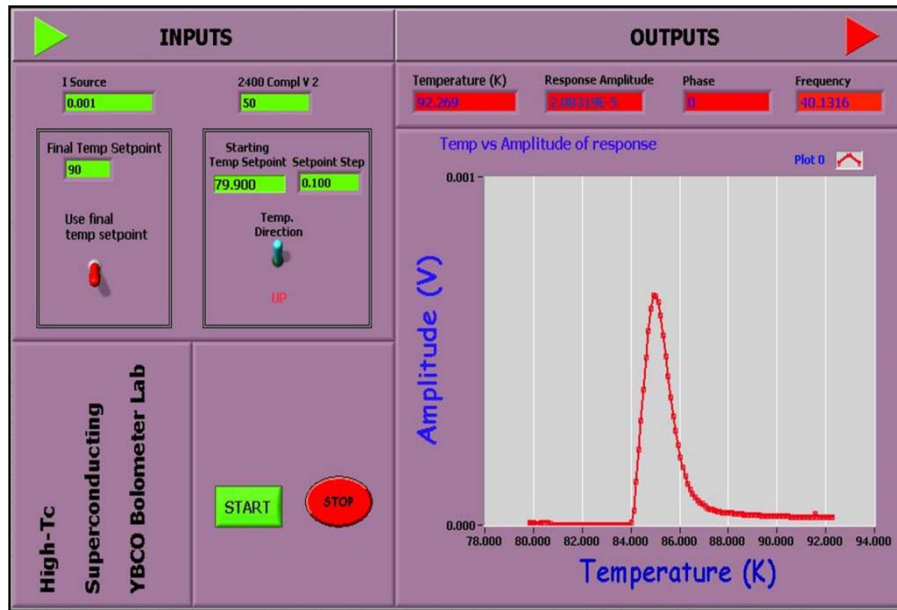 INPUTS
I Source
2400 Compl V 2
0.001
50
Final Temp Setpoint
90
Use final
temp setpoint
Starting
Temp Setpoint Setpoint Step
79.900
0.100
Temp.
Direction
UP
High-Tc
Superconducting
YBCO Bolometer Lab
START
STOP
OUTPUTS
Temperature (K)
Response Amplitude
Phase
Frequency
92.269
2.08319E-5
0
40.1316
Temp vs Amplitude of response
Plot 0
0.001
Amplitude (V)
0.000
78.000 80.000 82.000 84.000 86.000 88.000 90.000 92.000 94.000
Temperature (K)